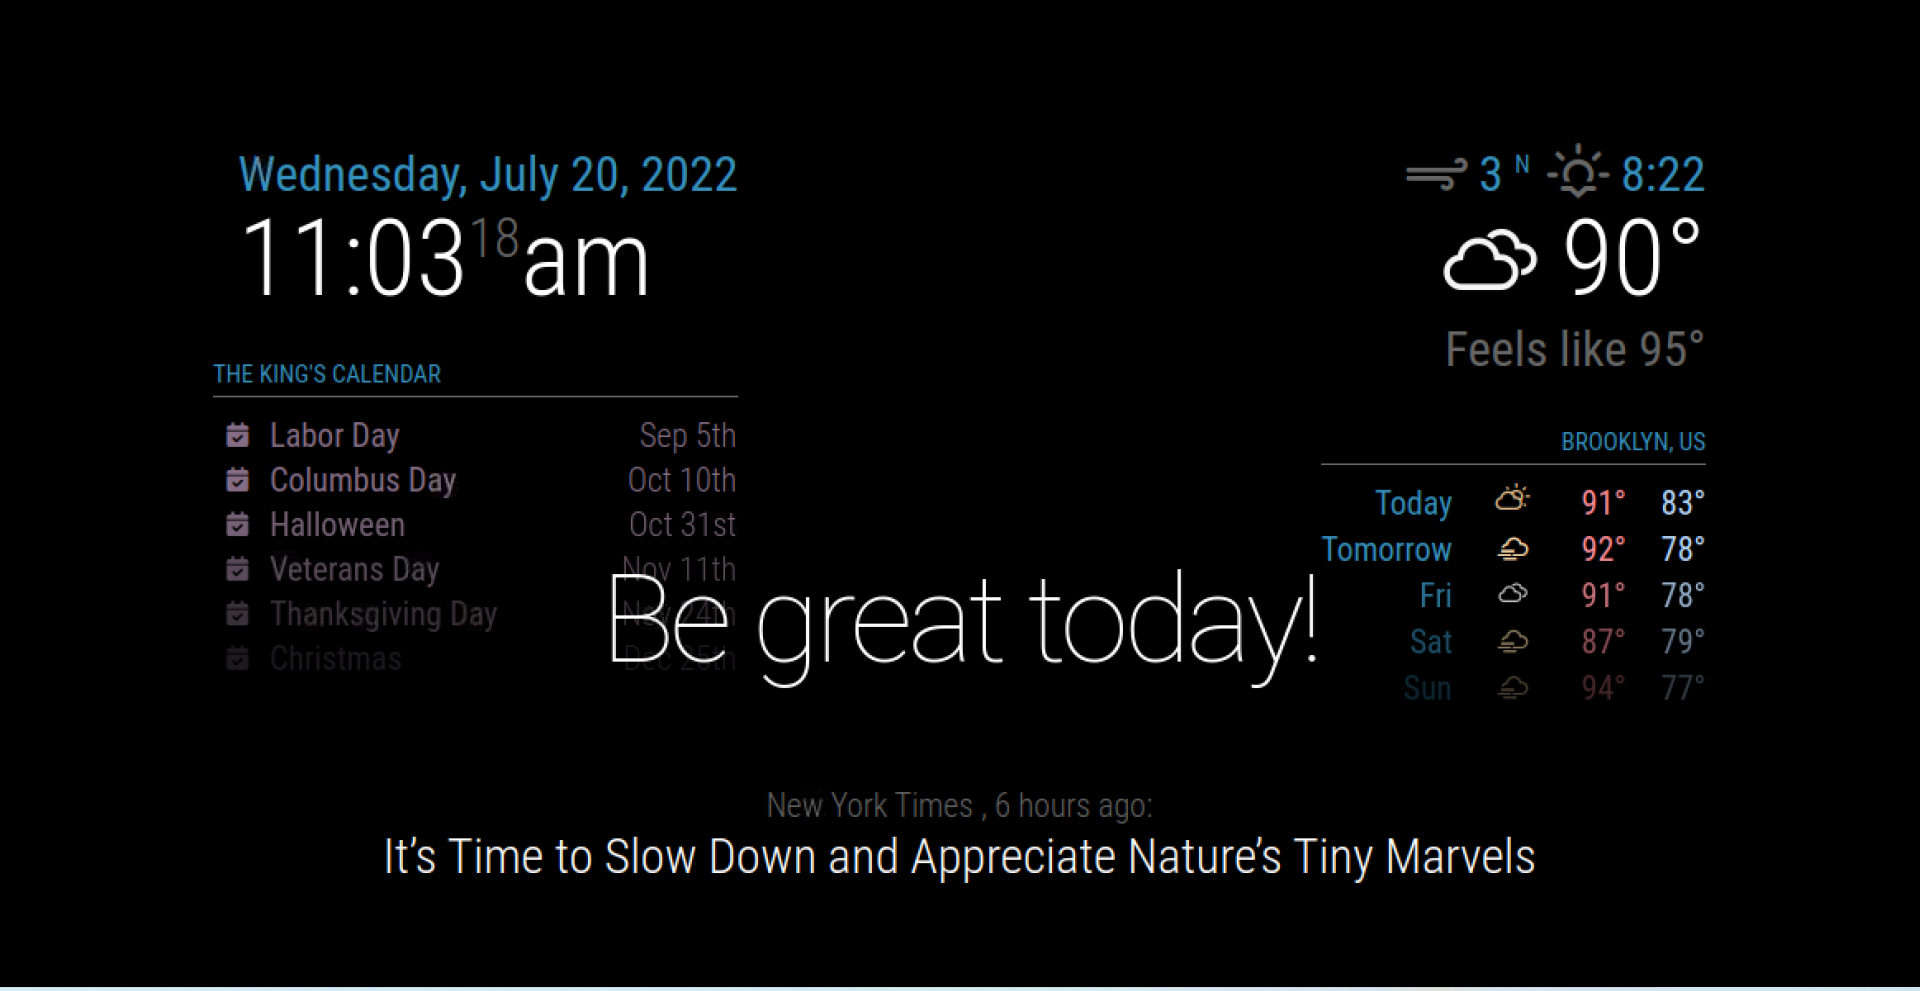 Wednesday, July 20, 2022
11:03 18 am
THE KING'S CALENDAR
Labor Day Sep 5th
Columbus Day Oct 10th
Halloween Oct 31st
Veterans Day Nov 11th
Thanksgiving Day Nov 24th
Christmas Dec 25th
3 N 8:22
90°
Feels like 95°
BROOKLYN, US
Today 91° 83°
Tomorrow 92° 78°
Fri 91° 78°
Sat 87° 79°
Sun 94° 77°
Be great today!
New York Times , 6 hours ago:
It’s Time to Slow Down and Appreciate Nature’s Tiny Marvels